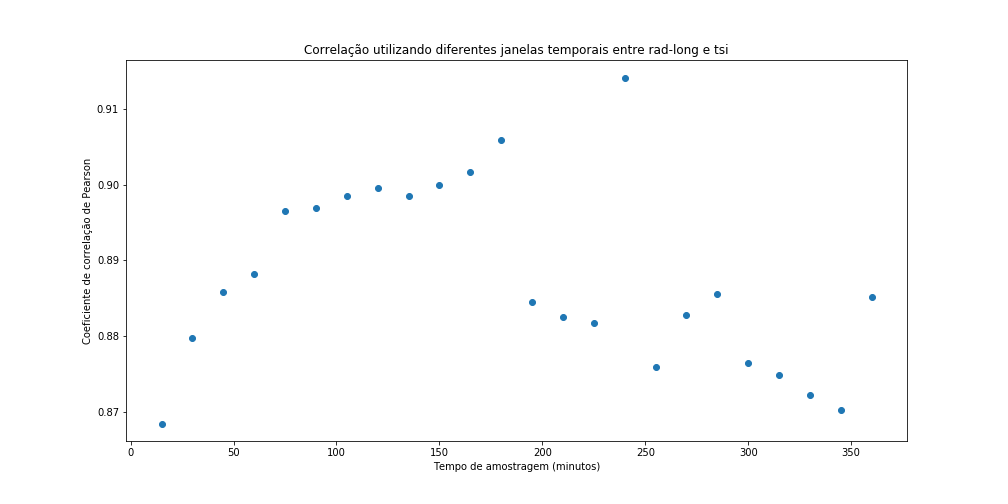 Correlação utilizando diferentes janelas temporais entre rad-long e tsi
Coeficiente de correlação de Pearson
0.91
0.90
0.89
0.88
0.87
0 50 100 150 200 250 300 350
Tempo de amostragem (minutos)